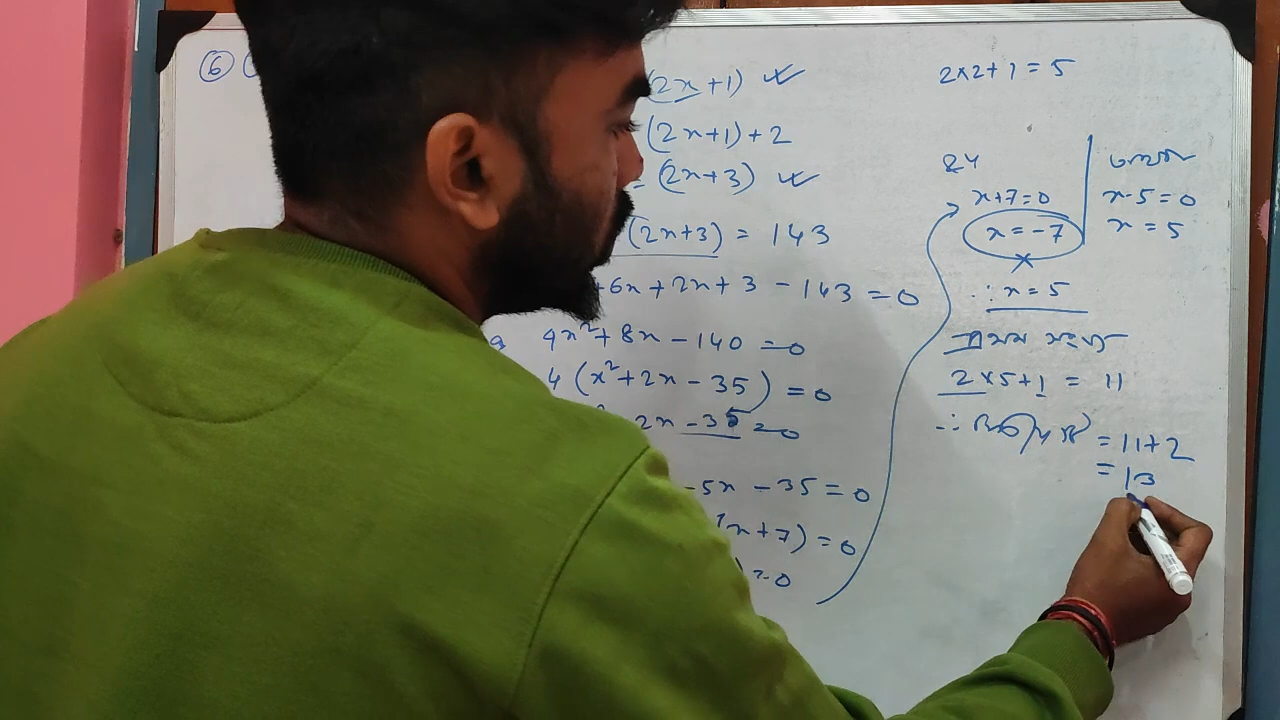 6
(2x+1)
(2x+1)+2
= (2x+3)
(2x+3) = 143
+6x+2x+3-143=0
4x²+8x-140=0
4(x²+2x-35)=0
2x-35=0
-5x-35=0
x+7)=0
)=0
2×2+1=5
x+7=0
x=-7
x-5=0
x=5
∴x=5
প্রথম সংখ্যা
2×5+1 = 11
∴ = 11+2
= 13